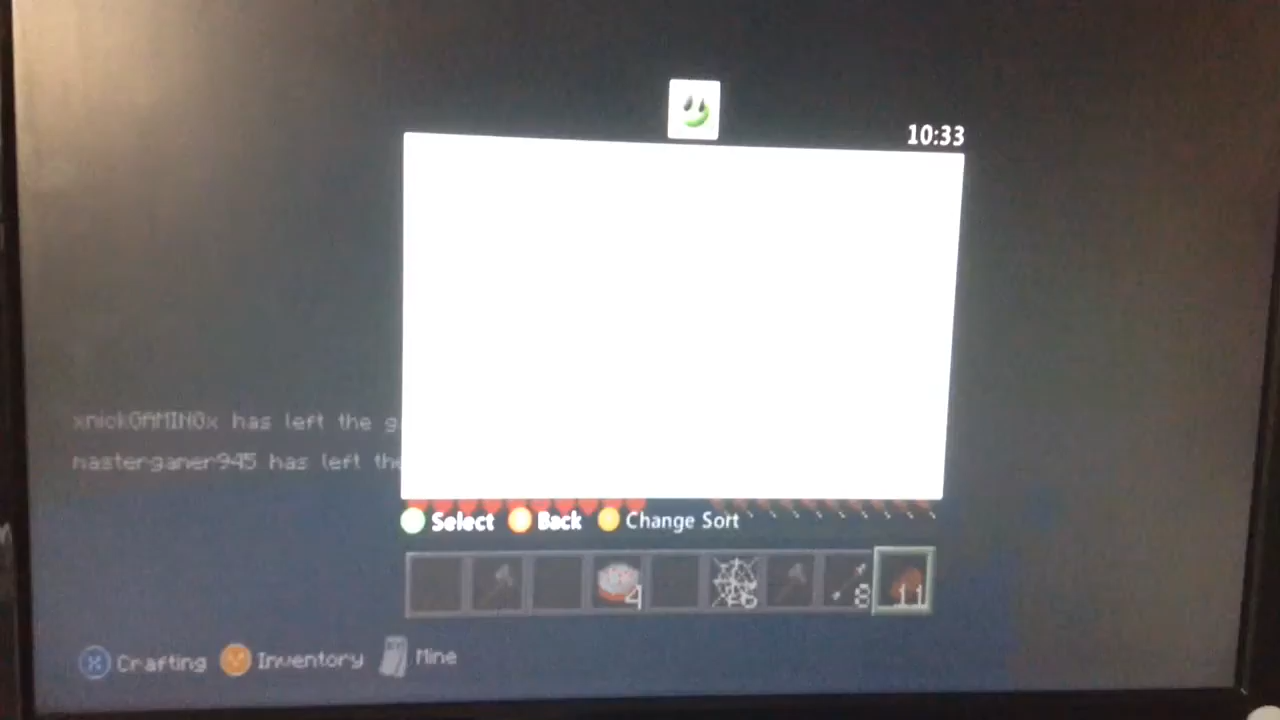 10:33
xnickGAMINGx has left the g
mastergamer945 has left the
Select Back Change Sort
4 8 11
Crafting Inventory Mine